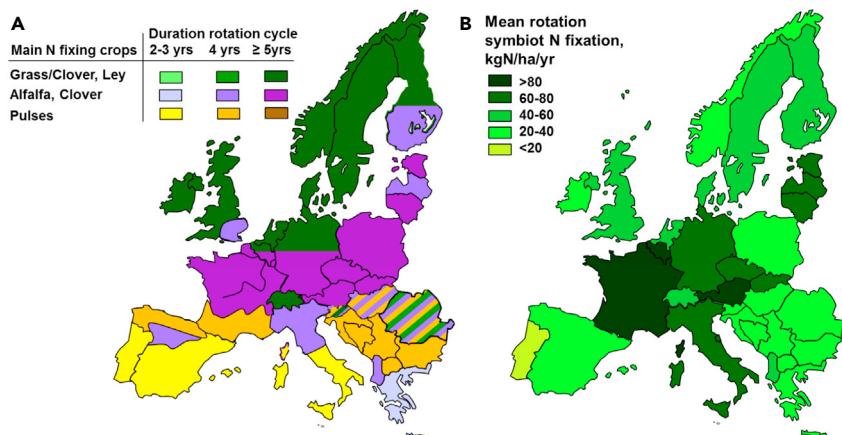 A
Duration rotation cycle
Main N fixing crops 2-3 yrs 4 yrs ≥ 5yrs
Grass/Clover, Ley
Alfalfa, Clover
Pulses
B
Mean rotation
symbiot N fixation,
kgN/ha/yr
>80
60-80
40-60
20-40
<20